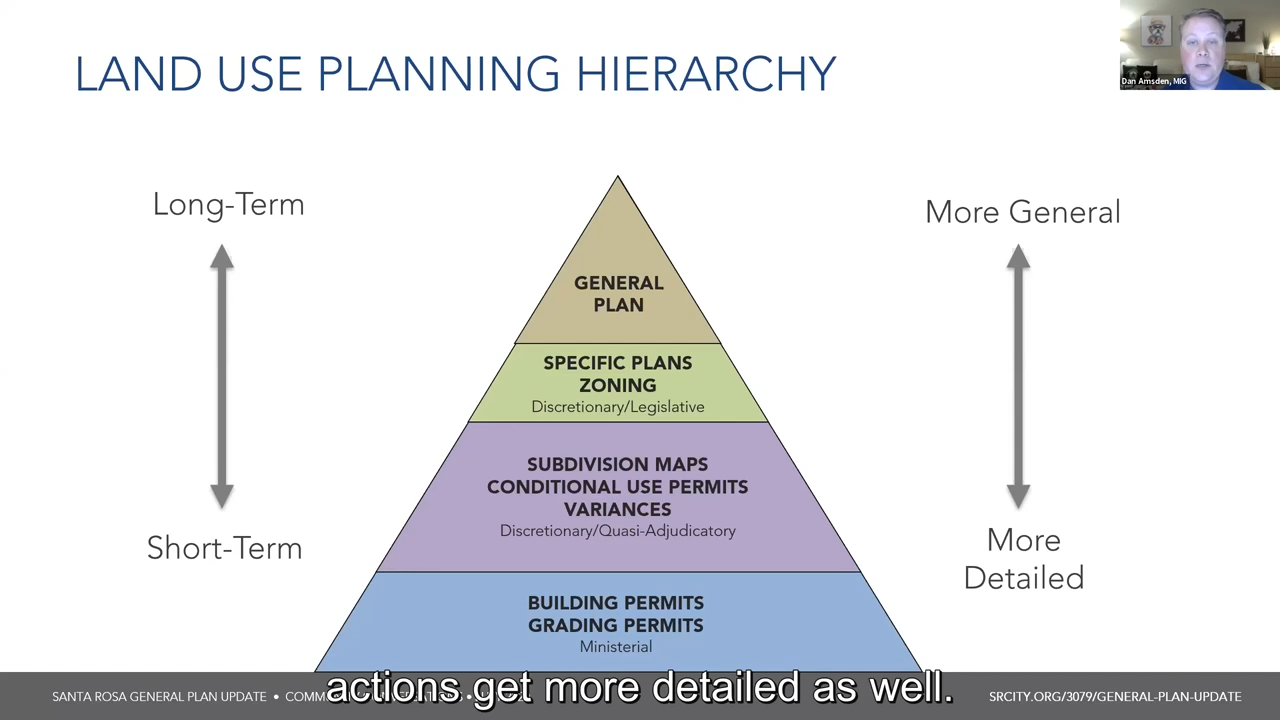 LAND USE PLANNING HIERARCHY
Dan Amsden, MIG
Long-Term
Short-Term
GENERAL
PLAN
SPECIFIC PLANS
ZONING
Discretionary/Legislative
SUBDIVISION MAPS
CONDITIONAL USE PERMITS
VARIANCES
Discretionary/Quasi-Adjudicatory
BUILDING PERMITS
GRADING PERMITS
Ministerial
More General
More
Detailed
actions get more detailed as well.
SANTA ROSA GENERAL PLAN UPDATE •
SRCITY.ORG/3079/GENERAL-PLAN-UPDATE